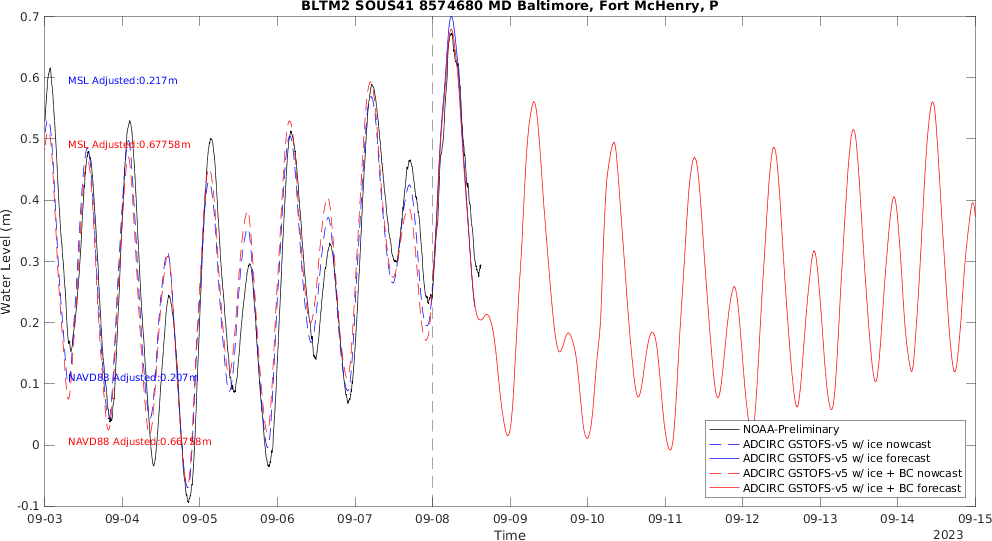 BLTM2 SOUS41 8574680 MD Baltimore, Fort McHenry, P
0.7
0.6
0.5
0.4
0.3
0.2
0.1
0
-0.1
Water Level (m)
MSL Adjusted:0.217m
MSL Adjusted:0.67758m
NAVD88 Adjusted:0.207m
NAVD88 Adjusted:0.66758m
NOAA-Preliminary
ADCIRC GSTOFS-v5 w/ ice nowcast
ADCIRC GSTOFS-v5 w/ ice forecast
ADCIRC GSTOFS-v5 w/ ice + BC nowcast
ADCIRC GSTOFS-v5 w/ ice + BC forecast
09-03 09-04 09-05 09-06 09-07 09-08 09-09 09-10 09-11 09-12 09-13 09-14 09-15
Time
2023